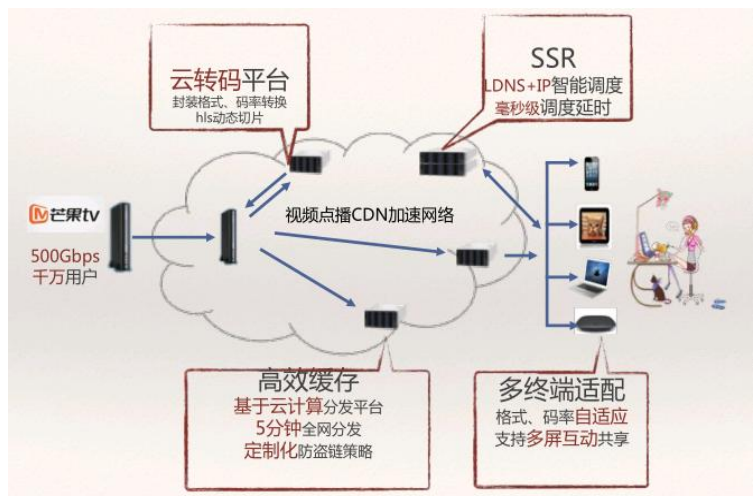 云转码平台
封装格式、码率转换
hls动态切片
SSR
LDNS+IP智能调度
毫秒级调度延时
芒果tv
500Gbps
千万用户
视频点播CDN加速网络
高效缓存
基于云计算分发平台
5分钟全网分发
定制化防盗链策略
多终端适配
格式、码率自适应
支持多屏互动共享